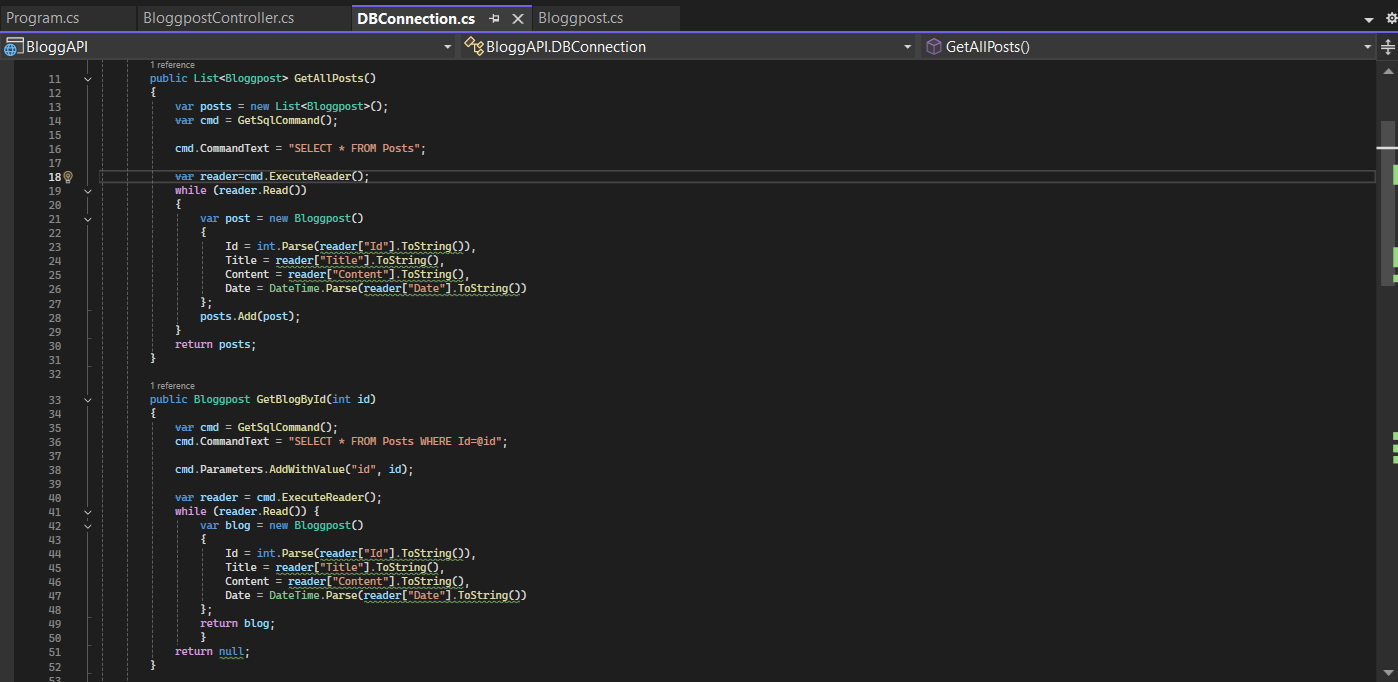 Program.cs BloggpostController.cs DBConnection.cs Bloggpost.cs
BloggAPI BloggAPI.DBConnection GetAllPosts()
1 reference
11 public List<Bloggpost> GetAllPosts()
12 {
13 var posts = new List<Bloggpost>();
14 var cmd = GetSqlCommand();
15
16 cmd.CommandText = "SELECT * FROM Posts";
17
18 var reader=cmd.ExecuteReader();
19 while (reader.Read())
20 {
21 var post = new Bloggpost()
22 {
23 Id = int.Parse(reader["Id"].ToString()),
24 Title = reader["Title"].ToString(),
25 Content = reader["Content"].ToString(),
26 Date = DateTime.Parse(reader["Date"].ToString())
27 };
28 posts.Add(post);
29 }
30 return posts;
31 }
32
1 reference
33 public Bloggpost GetBlogById(int id)
34 {
35 var cmd = GetSqlCommand();
36 cmd.CommandText = "SELECT * FROM Posts WHERE Id=@id";
37
38 cmd.Parameters.AddWithValue("id", id);
39
40 var reader = cmd.ExecuteReader();
41 while (reader.Read()) {
42 var blog = new Bloggpost()
43 {
44 Id = int.Parse(reader["Id"].ToString()),
45 Title = reader["Title"].ToString(),
46 Content = reader["Content"].ToString(),
47 Date = DateTime.Parse(reader["Date"].ToString())
48 };
49 return blog;
50 }
51 return null;
52 }
53